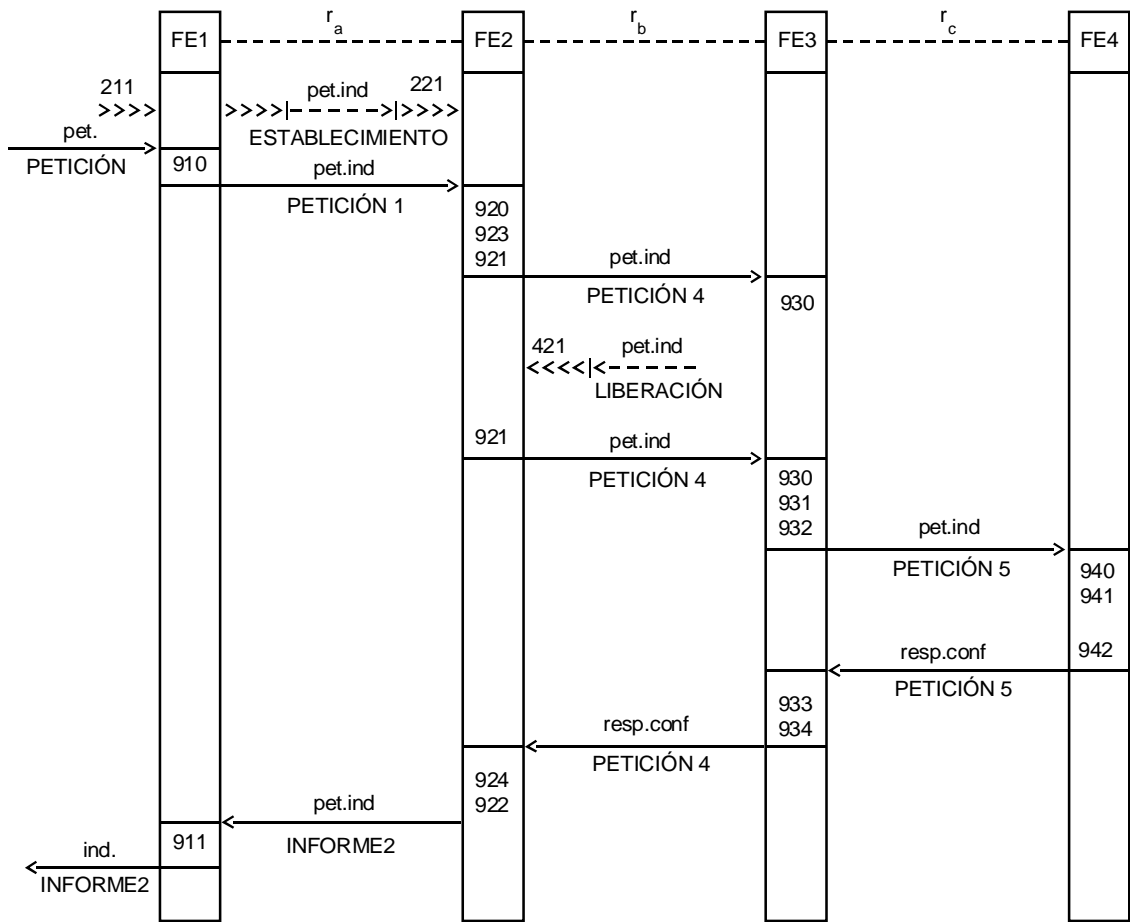 r_a r_b r_c
FE1 FE2 FE3 FE4
211 pet.ind 221
ESTABLECIMIENTO
pet.
PETICIÓN
910
pet.ind
PETICIÓN 1
920
923
921
pet.ind
PETICIÓN 4
930
421 pet.ind
LIBERACIÓN
921
pet.ind
PETICIÓN 4
930
931
932
pet.ind
PETICIÓN 5
940
941
942
resp.conf
PETICIÓN 5
933
934
resp.conf
PETICIÓN 4
924
922
pet.ind
INFORME2
911
ind.
INFORME2